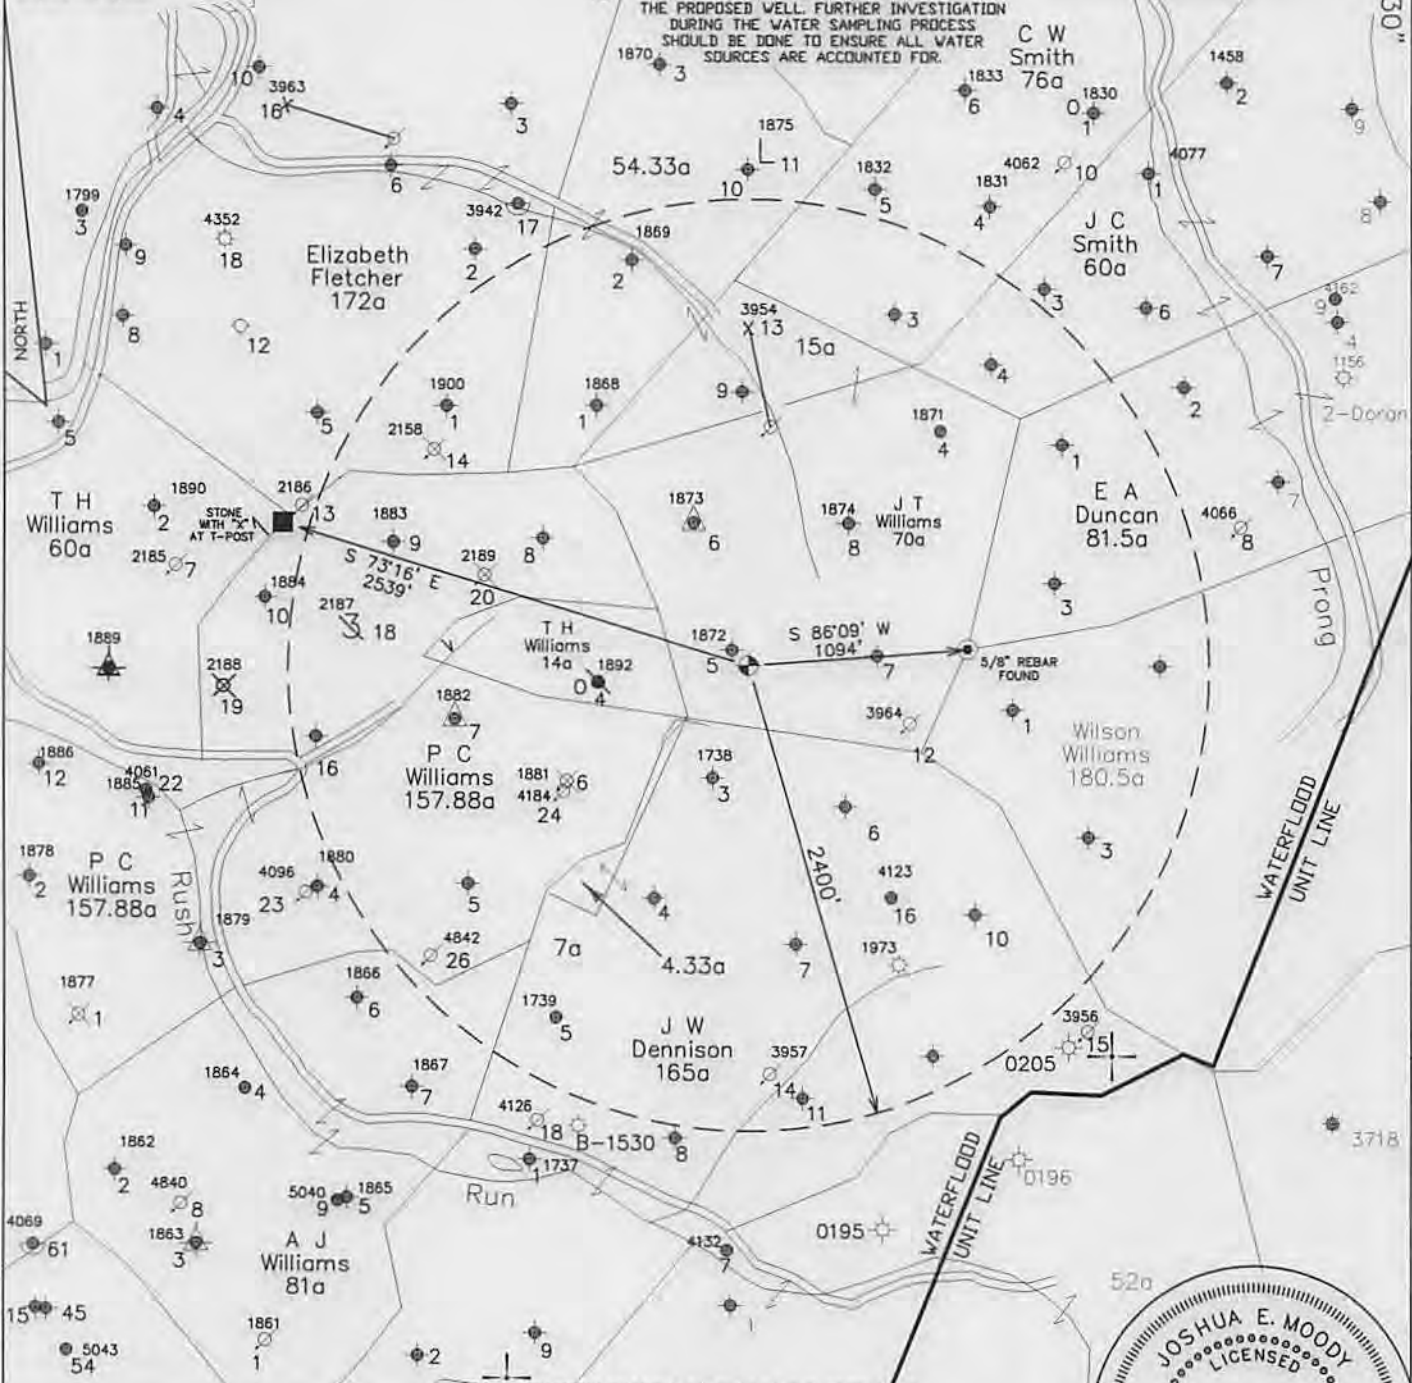 THE PROPOSED WELL. FURTHER INVESTIGATION
DURING THE WATER SAMPLING PROCESS
SHOULD BE DONE TO ENSURE ALL WATER
SOURCES ARE ACCOUNTED FOR.
30"
C W
Smith
76a
1870
3
1833
6
1830
0
1
1458
2
9
10
3963
16
4
3
6
54.33a
1875
11
10
1832
5
4062
10
4077
1
1831
4
8
1799
3
4352
18
9
3942
17
Elizabeth
Fletcher
172a
2
1869
2
J C
Smith
60a
7
NORTH
8
12
1
3954
13
15a
3
3
6
4162
9
4
1156
2-Doran
5
5
1900
1
1868
1
9
4
2
2158
14
1871
4
1
T H
Williams
60a
1890
2
STONE
WITH "X"
AT T-POST
2186
13
1883
9
8
1873
6
1874
8
J T
Williams
70a
E A
Duncan
81.5a
4066
8
7
2185
7
S 73°16' E
2539'
2189
20
1884
10
2187
3
18
3
Prong
1889
2188
19
T H
Williams
14a
1892
0
4
1872
5
S 86°09' W
1094'
7
5/8" REBAR
FOUND
1882
7
3964
12
1
Wilson
Williams
180.5a
1886
12
4061
22
1885
11
16
P C
Williams
157.88a
1881
6
4184
24
1738
3
6
3
WATERFLOOD
UNIT LINE
2400'
1878
2
P C
Williams
157.88a
Rush
1880
4096
23
4
5
4
4123
16
10
1879
3
4842
26
7a
4.33a
7
1973
1877
1
1866
6
1739
5
J W
Dennison
165a
3957
14
11
3956
15
0205
1864
4
1867
7
4126
18
B-1530
8
3718
1862
2
4840
8
1
1737
Run
WATERFLOOD
UNIT LINE
0196
5040
9
1865
5
4069
61
1863
3
A J
Williams
81a
4132
7
0195
52a
15
45
1
5043
54
1861
1
2
9
JOSHUA E. MOODY
LICENSED